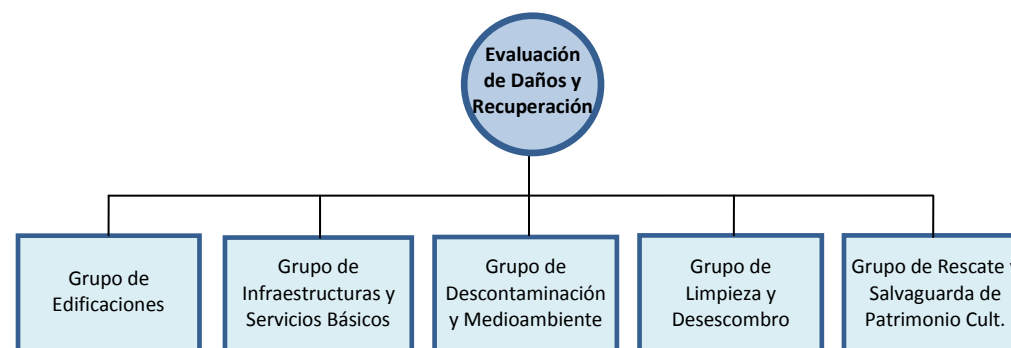 Evaluación
de Daños y
Recuperación
Grupo de
Edificaciones
Grupo de
Infraestructuras y
Servicios Básicos
Grupo de
Descontaminación
y Medioambiente
Grupo de
Limpieza y
Desescombro
Grupo de Rescate y
Salvaguarda de
Patrimonio Cult.